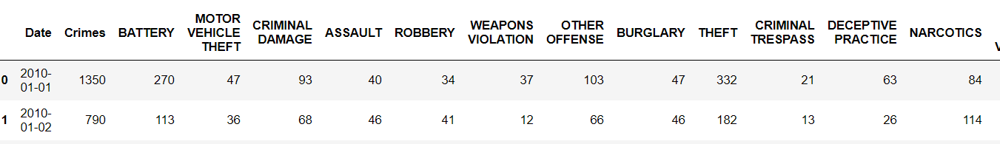 Date Crimes BATTERY MOTOR VEHICLE THEFT CRIMINAL DAMAGE ASSAULT ROBBERY WEAPONS VIOLATION OTHER OFFENSE BURGLARY THEFT CRIMINAL TRESPASS DECEPTIVE PRACTICE NARCOTICS
0 2010-01-01 1350 270 47 93 40 34 37 103 47 332 21 63 84
1 2010-01-02 790 113 36 68 46 41 12 66 46 182 13 26 114